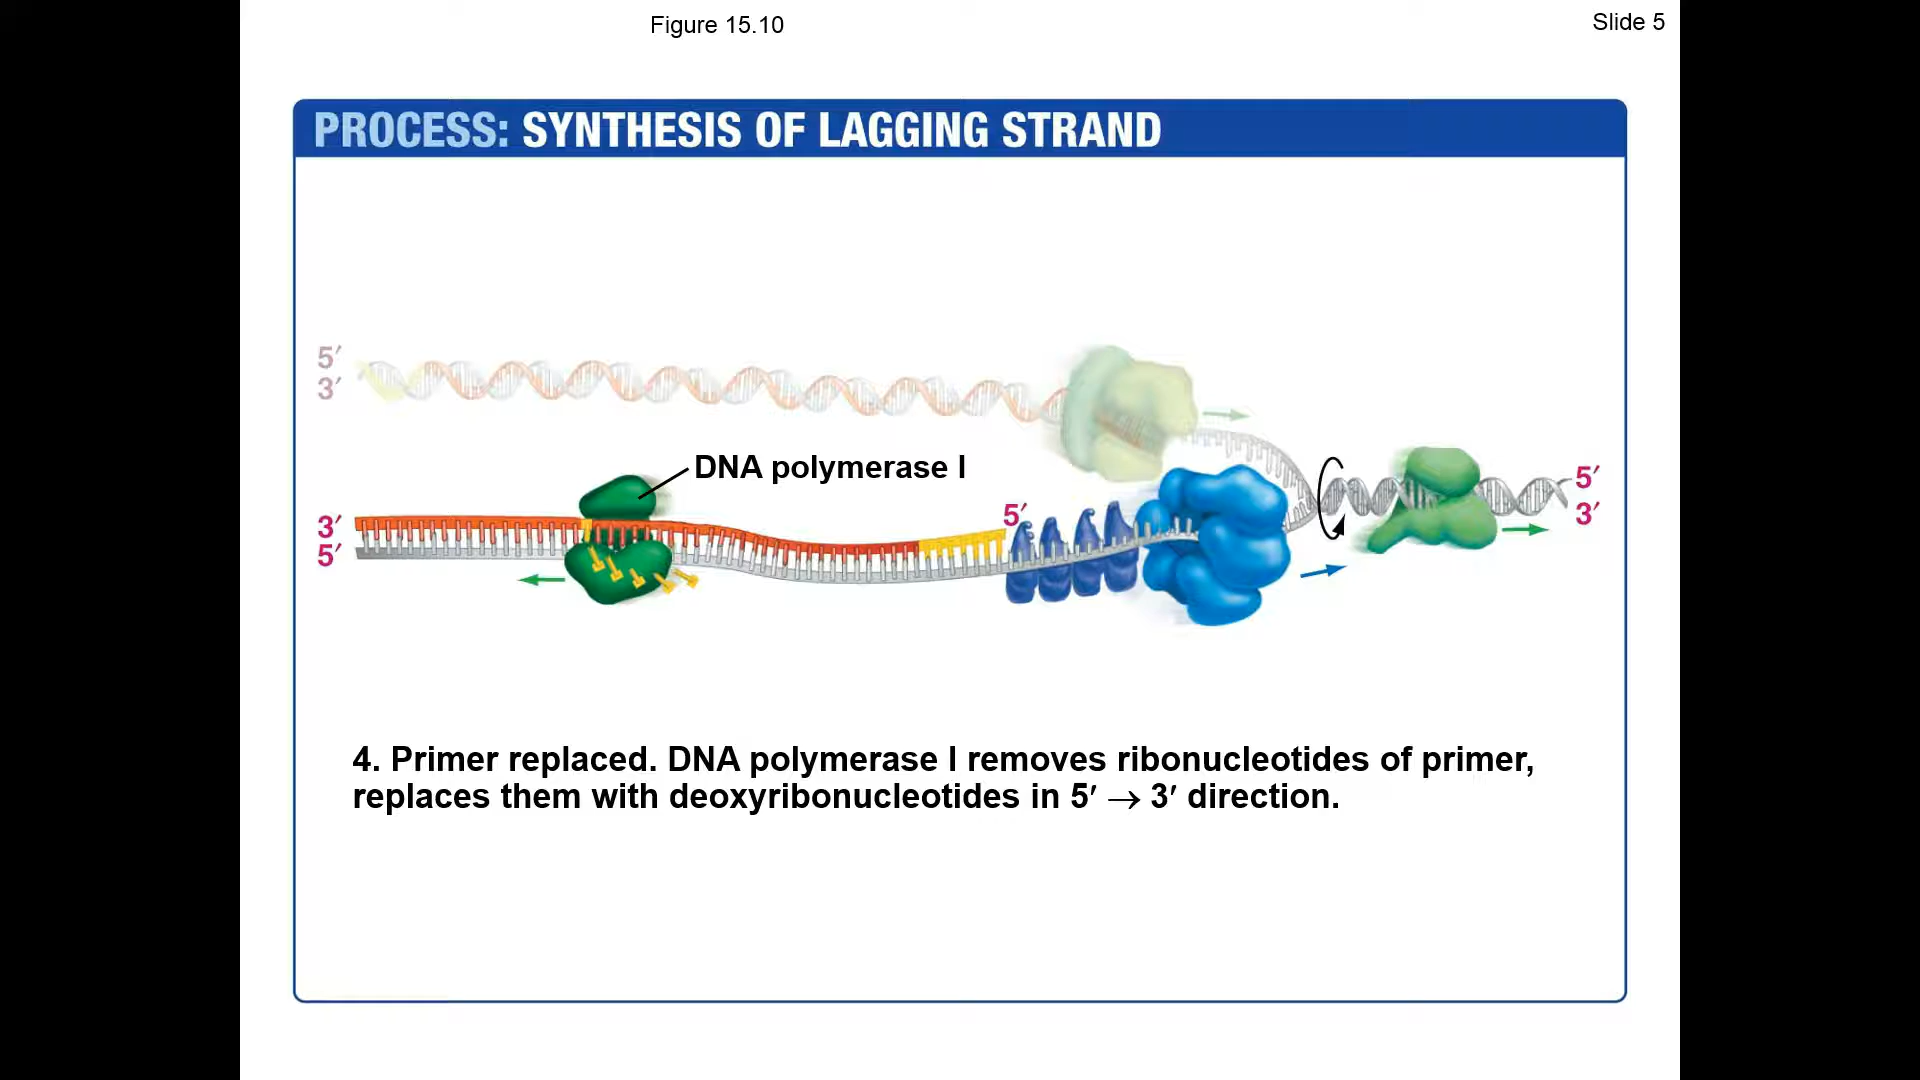 Figure 15.10
Slide 5
PROCESS: SYNTHESIS OF LAGGING STRAND
5′
3′
DNA polymerase I
5′
3′
3′
5′
5′
4. Primer replaced. DNA polymerase I removes ribonucleotides of primer,
replaces them with deoxyribonucleotides in 5′ → 3′ direction.